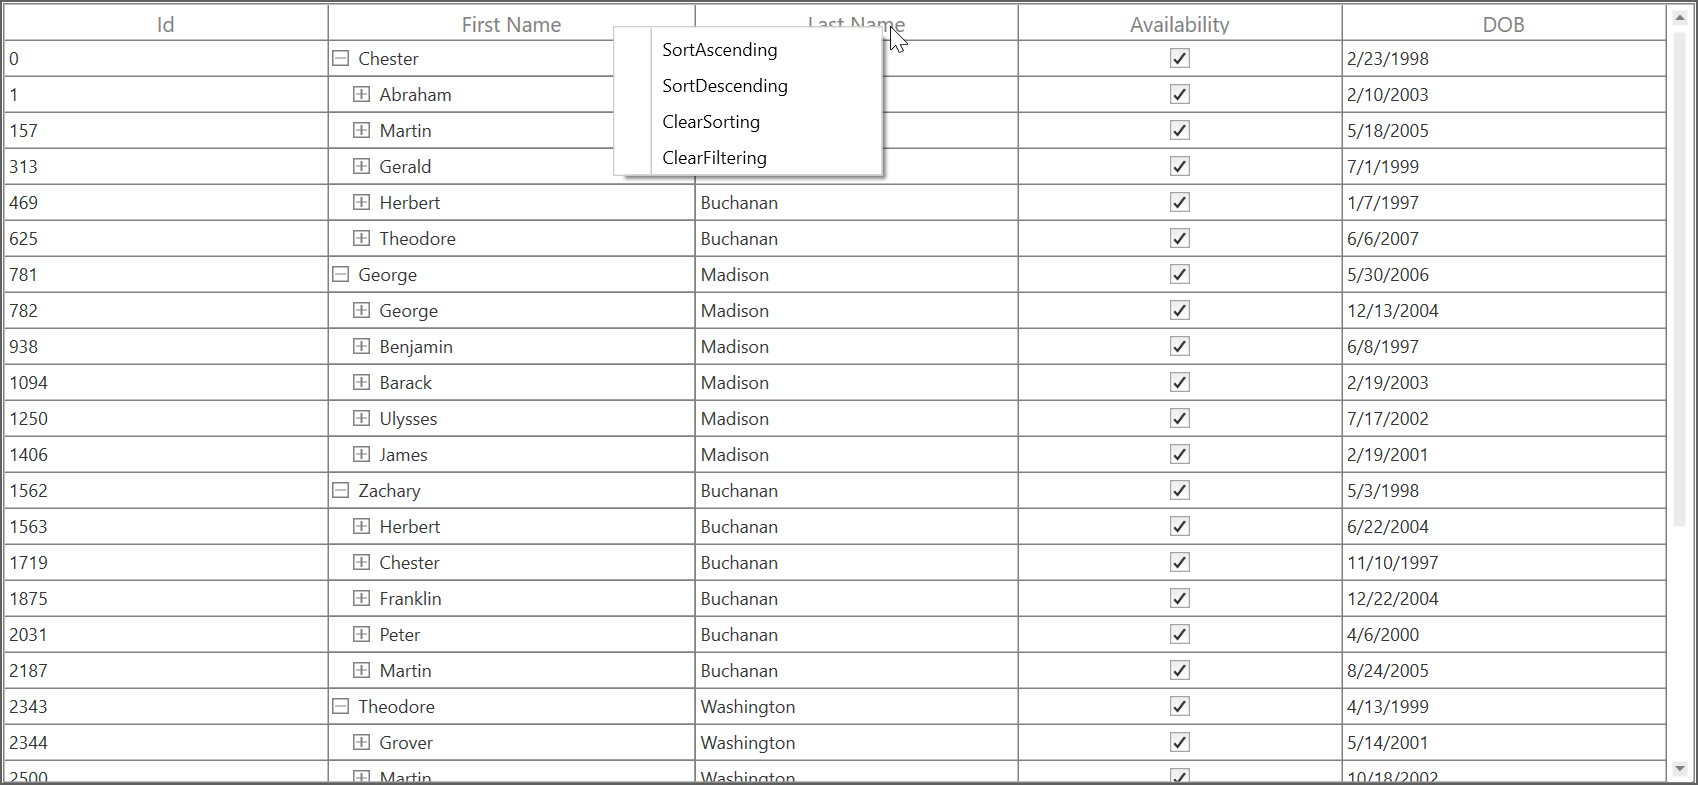 Id First Name Last Name Availability DOB
0 Chester 2/23/1998
SortAscending
1 Abraham 2/10/2003
SortDescending
157 Martin 5/18/2005
ClearSorting
313 Gerald 7/1/1999
ClearFiltering
469 Herbert Buchanan 1/7/1997
625 Theodore Buchanan 6/6/2007
781 George Madison 5/30/2006
782 George Madison 12/13/2004
938 Benjamin Madison 6/8/1997
1094 Barack Madison 2/19/2003
1250 Ulysses Madison 7/17/2002
1406 James Madison 2/19/2001
1562 Zachary Buchanan 5/3/1998
1563 Herbert Buchanan 6/22/2004
1719 Chester Buchanan 11/10/1997
1875 Franklin Buchanan 12/22/2004
2031 Peter Buchanan 4/6/2000
2187 Martin Buchanan 8/24/2005
2343 Theodore Washington 4/13/1999
2344 Grover Washington 5/14/2001
2500 Martin Washington 10/18/2002